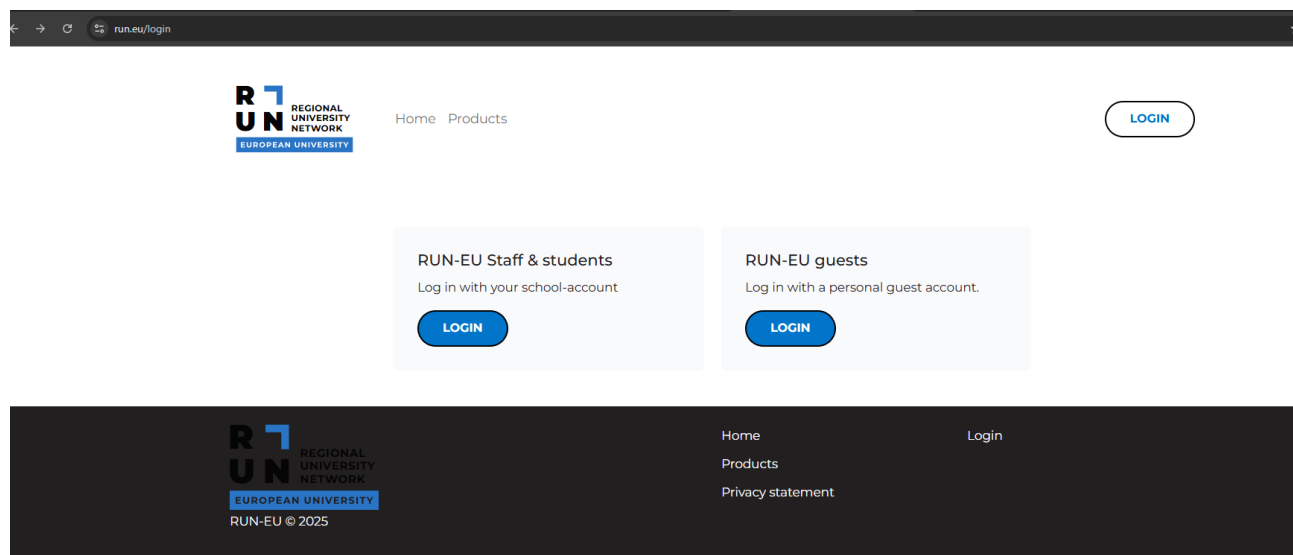 run.eu/login
R
UN
REGIONAL
UNIVERSITY
NETWORK
EUROPEAN UNIVERSITY
Home Products
LOGIN
RUN-EU Staff & students
Log in with your school-account
LOGIN
RUN-EU guests
Log in with a personal guest account.
LOGIN
R
UN
REGIONAL
UNIVERSITY
NETWORK
EUROPEAN UNIVERSITY
RUN-EU © 2025
Home
Products
Privacy statement
Login